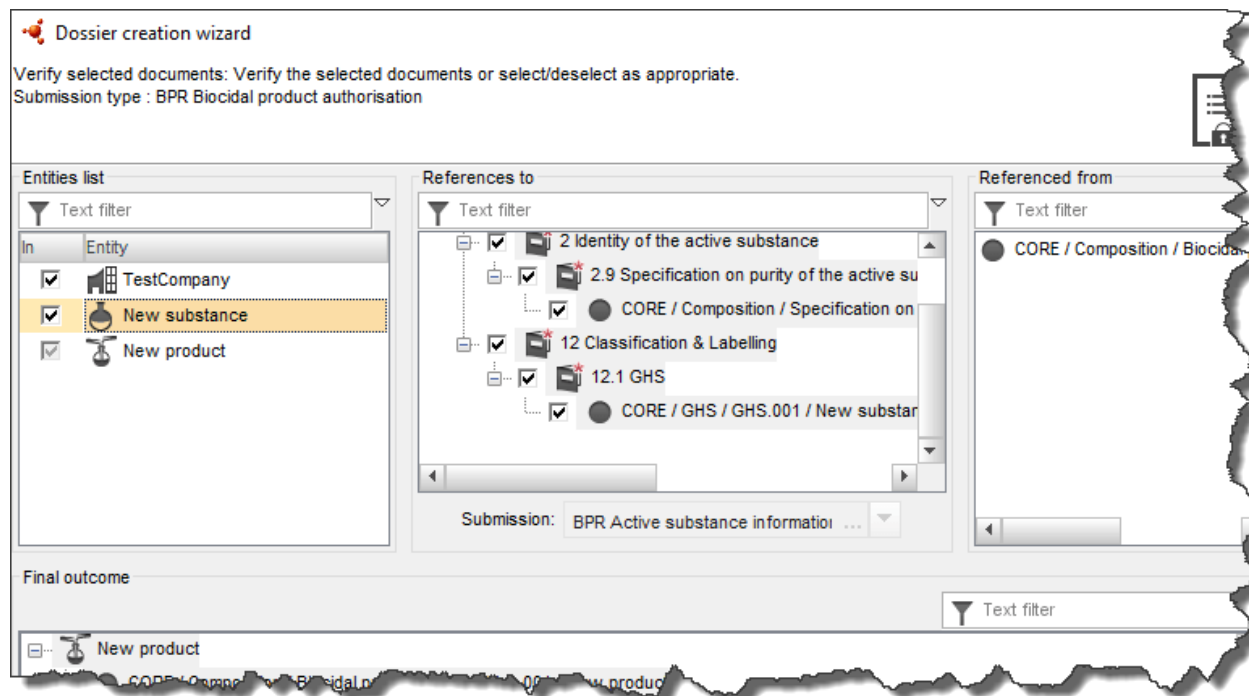 Dossier creation wizard
Verify selected documents: Verify the selected documents or select/deselect as appropriate.
Submission type : BPR Biocidal product authorisation
Entities list
Text filter
In Entity
TestCompany
New substance
New product
References to
Text filter
2 Identity of the active substance
2.9 Specification on purity of the active su
CORE / Composition / Specification on
12 Classification & Labelling
12.1 GHS
CORE / GHS / GHS.001 / New substan
Submission: BPR Active substance information ...
Referenced from
Text filter
CORE / Composition / Biocidal
Final outcome
Text filter
New product